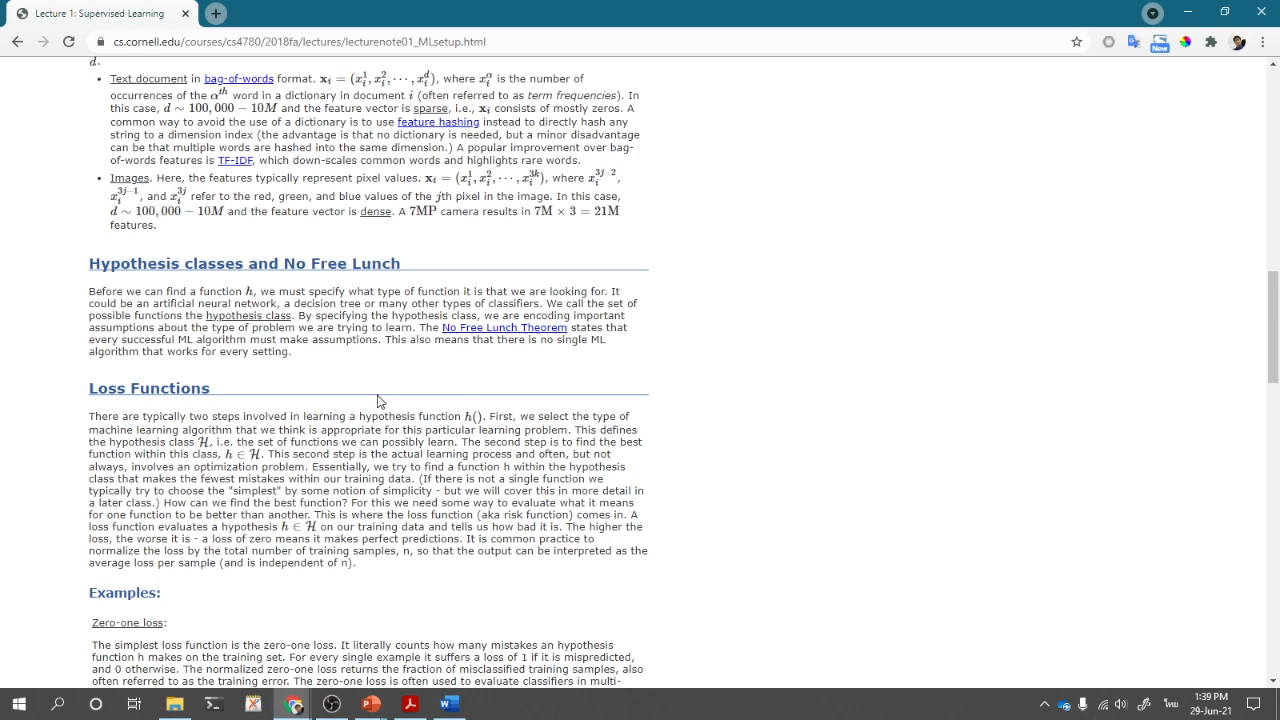 Lecture 1: Supervised Learning
cs.cornell.edu/courses/cs4780/2018fa/lectures/lecturenote01_MLsetup.html
New
d.
• Text document in bag-of-words format. xᵢ = (xᵢ¹, xᵢ², ⋯, xᵢᵈ), where xᵢᵅ is the number of
occurrences of the αᵗʰ word in a dictionary in document i (often referred to as term frequencies). In
this case, d ∼ 100,000 − 10M and the feature vector is sparse, i.e., xᵢ consists of mostly zeros. A
common way to avoid the use of a dictionary is to use feature hashing instead to directly hash any
string to a dimension index (the advantage is that no dictionary is needed, but a minor disadvantage
can be that multiple words are hashed into the same dimension.) A popular improvement over bag-
of-words features is TF-IDF, which down-scales common words and highlights rare words.
• Images. Here, the features typically represent pixel values. xᵢ = (xᵢ¹, xᵢ², ⋯, xᵢ³ᵏ), where xᵢ³ʲ⁻²,
xᵢ³ʲ⁻¹, and xᵢ³ʲ refer to the red, green, and blue values of the jth pixel in the image. In this case,
d ∼ 100,000 − 10M and the feature vector is dense. A 7MP camera results in 7M × 3 = 21M
features.
Hypothesis classes and No Free Lunch
Before we can find a function h, we must specify what type of function it is that we are looking for. It
could be an artificial neural network, a decision tree or many other types of classifiers. We call the set of
possible functions the hypothesis class. By specifying the hypothesis class, we are encoding important
assumptions about the type of problem we are trying to learn. The No Free Lunch Theorem states that
every successful ML algorithm must make assumptions. This also means that there is no single ML
algorithm that works for every setting.
Loss Functions
There are typically two steps involved in learning a hypothesis function h(). First, we select the type of
machine learning algorithm that we think is appropriate for this particular learning problem. This defines
the hypothesis class ℋ, i.e. the set of functions we can possibly learn. The second step is to find the best
function within this class, h ∈ ℋ. This second step is the actual learning process and often, but not
always, involves an optimization problem. Essentially, we try to find a function h within the hypothesis
class that makes the fewest mistakes within our training data. (If there is not a single function we
typically try to choose the "simplest" by some notion of simplicity - but we will cover this in more detail in
a later class.) How can we find the best function? For this we need some way to evaluate what it means
for one function to be better than another. This is where the loss function (aka risk function) comes in. A
loss function evaluates a hypothesis h ∈ ℋ on our training data and tells us how bad it is. The higher the
loss, the worse it is - a loss of zero means it makes perfect predictions. It is common practice to
normalize the loss by the total number of training samples, n, so that the output can be interpreted as the
average loss per sample (and is independent of n).
Examples:
Zero-one loss:
The simplest loss function is the zero-one loss. It literally counts how many mistakes an hypothesis
function h makes on the training set. For every single example it suffers a loss of 1 if it is mispredicted,
and 0 otherwise. The normalized zero-one loss returns the fraction of misclassified training samples, also
often referred to as the training error. The zero-one loss is often used to evaluate classifiers in multi-
ไทย
1:39 PM
29-Jun-21